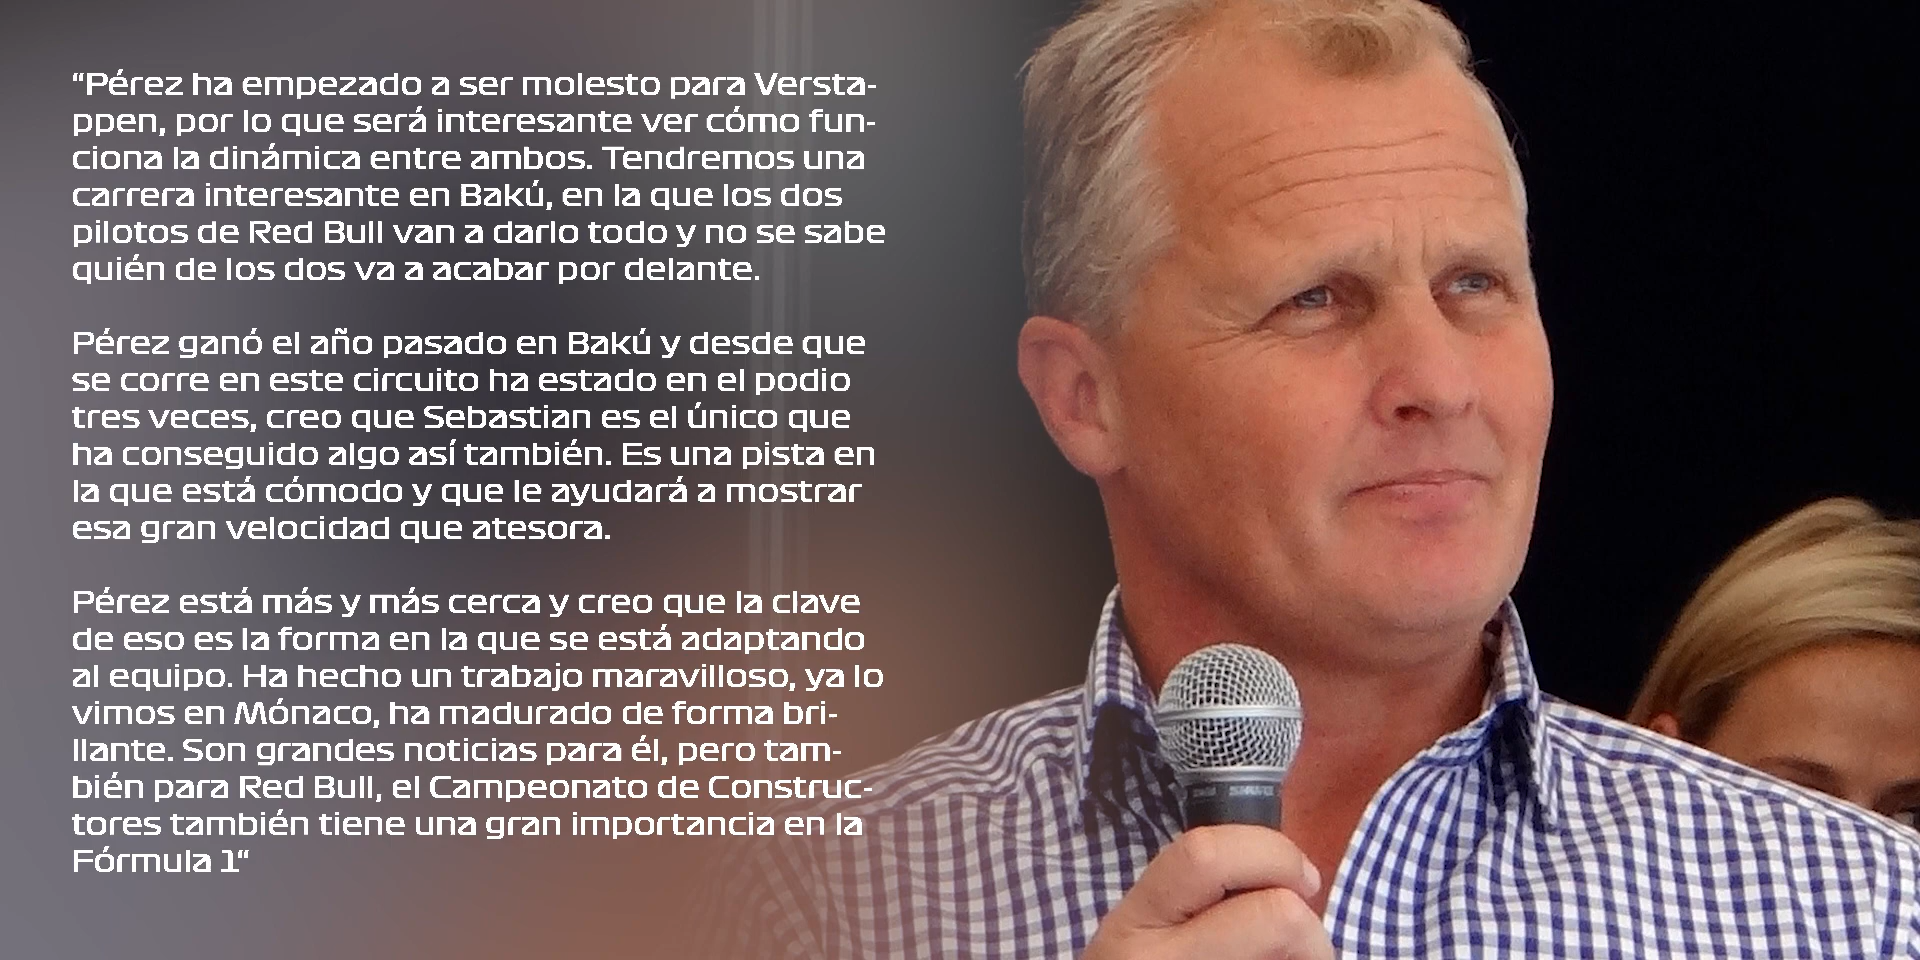 “Pérez ha empezado a ser molesto para Versta-
ppen, por lo que será interesante ver cómo fun-
ciona la dinámica entre ambos. Tendremos una
carrera interesante en Bakú, en la que los dos
pilotos de Red Bull van a darlo todo y no se sabe
quién de los dos va a acabar por delante.
Pérez ganó el año pasado en Bakú y desde que
se corre en este circuito ha estado en el podio
tres veces, creo que Sebastian es el único que
ha conseguido algo así también. Es una pista en
la que está cómodo y que le ayudará a mostrar
esa gran velocidad que atesora.
Pérez está más y más cerca y creo que la clave
de eso es la forma en la que se está adaptando
al equipo. Ha hecho un trabajo maravilloso, ya lo
vimos en Mónaco, ha madurado de forma bri-
llante. Son grandes noticias para él, pero tam-
bién para Red Bull, el Campeonato de Construc-
tores también tiene una gran importancia en la
Fórmula 1“